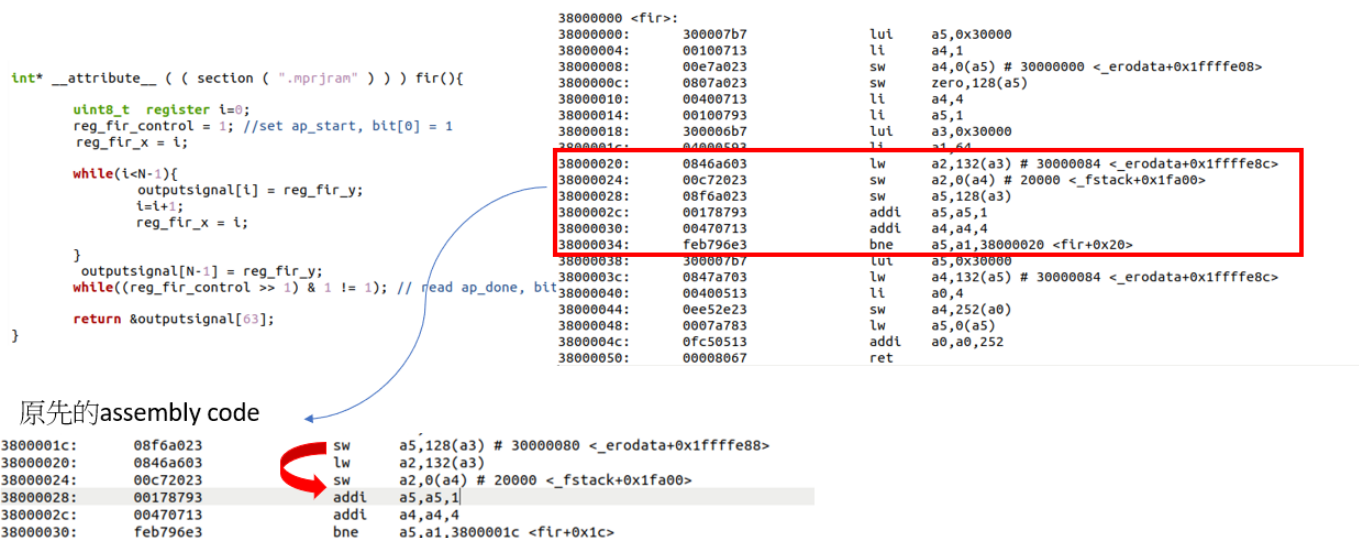 int* __attribute__ ( ( section ( ".mprjram" ) ) ) fir(){
uint8_t register i=0;
reg_fir_control = 1; //set ap_start, bit[0] = 1
reg_fir_x = i;
while(i<N-1){
outputsignal[i] = reg_fir_y;
i=i+1;
reg_fir_x = i;
}
outputsignal[N-1] = reg_fir_y;
while((reg_fir_control >> 1) & 1 != 1); // read ap_done, bit
return &outputsignal[63];
}
38000000 <fir>:
38000000: 300007b7 lui a5,0x30000
38000004: 00100713 li a4,1
38000008: 00e7a023 sw a4,0(a5) # 30000000 <_erodata+0x1ffffe08>
3800000c: 0807a023 sw zero,128(a5)
38000010: 00400713 li a4,4
38000014: 00100793 li a5,1
38000018: 300006b7 lui a3,0x30000
3800001c: 04000593 li a1,64
38000020: 0846a603 lw a2,132(a3) # 30000084 <_erodata+0x1ffffe8c>
38000024: 00c72023 sw a2,0(a4) # 20000 <_fstack+0x1fa00>
38000028: 08f6a023 sw a5,128(a3)
3800002c: 00178793 addi a5,a5,1
38000030: 00470713 addi a4,a4,4
38000034: feb796e3 bne a5,a1,38000020 <fir+0x20>
38000038: 300007b7 lui a5,0x30000
3800003c: 0847a703 lw a4,132(a5) # 30000084 <_erodata+0x1ffffe8c>
38000040: 00400513 li a0,4
38000044: 0ee52e23 sw a4,252(a0)
38000048: 0007a783 lw a5,0(a5)
3800004c: 0fc50513 addi a0,a0,252
38000050: 00008067 ret
原先的assembly code
3800001c: 08f6a023 sw a5,128(a3) # 30000080 <_erodata+0x1ffffe88>
38000020: 0846a603 lw a2,132(a3)
38000024: 00c72023 sw a2,0(a4) # 20000 <_fstack+0x1fa00>
38000028: 00178793 addi a5,a5,1
3800002c: 00470713 addi a4,a4,4
38000030: feb796e3 bne a5,a1,3800001c <fir+0x1c>